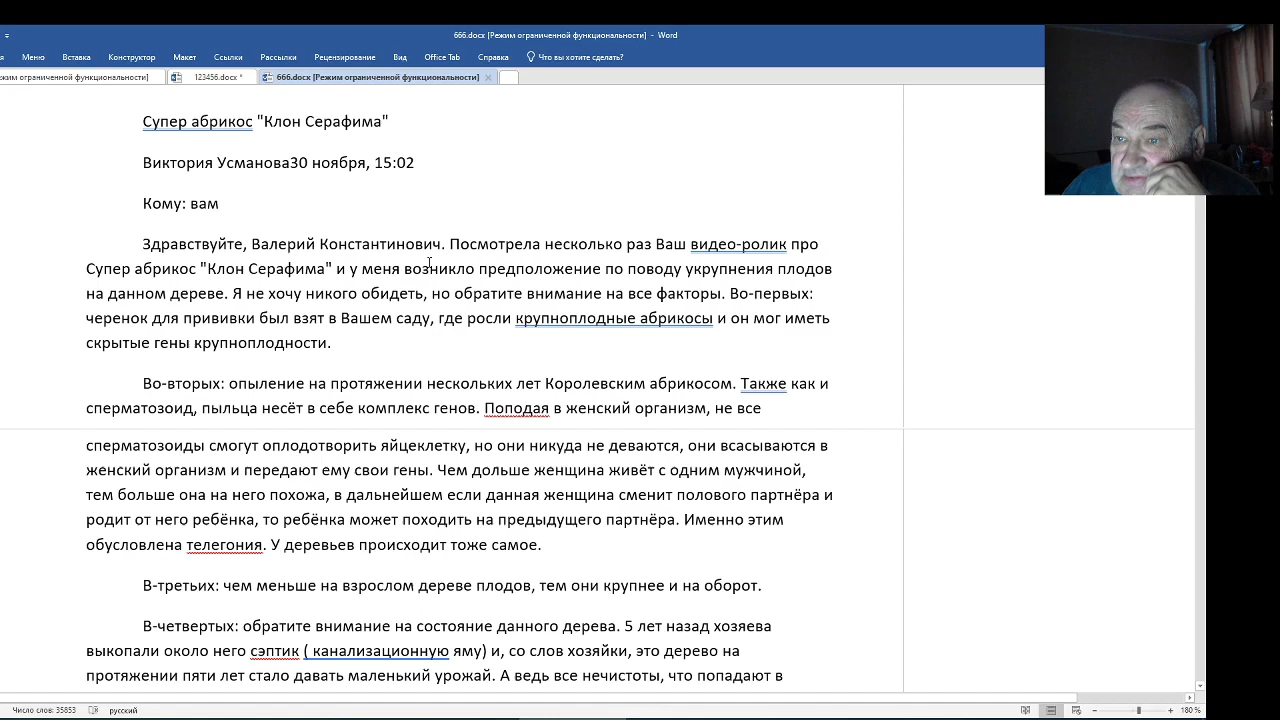 666.docx [Режим ограниченной функциональности] - Word
Меню Вставка Конструктор Макет Ссылки Рассылки Рецензирование Вид Office Tab Справка Что вы хотите сделать?
жим ограниченной функциональности] 123456.docx * 666.docx [Режим ограниченной функциональности]
Супер абрикос "Клон Серафима"
Виктория Усманова30 ноября, 15:02
Кому: вам
Здравствуйте, Валерий Константинович. Посмотрела несколько раз Ваш видео-ролик про
Супер абрикос "Клон Серафима" и у меня возникло предположение по поводу укрупнения плодов
на данном дереве. Я не хочу никого обидеть, но обратите внимание на все факторы. Во-первых:
черенок для прививки был взят в Вашем саду, где росли крупноплодные абрикосы и он мог иметь
скрытые гены крупноплодности.
Во-вторых: опыление на протяжении нескольких лет Королевским абрикосом. Также как и
сперматозоид, пыльца несёт в себе комплекс генов. Поподая в женский организм, не все
сперматозоиды смогут оплодотворить яйцеклетку, но они никуда не деваются, они всасываются в
женский организм и передают ему свои гены. Чем дольше женщина живёт с одним мужчиной,
тем больше она на него похожа, в дальнейшем если данная женщина сменит полового партнёра и
родит от него ребёнка, то ребёнка может походить на предыдущего партнёра. Именно этим
обусловлена телегония. У деревьев происходит тоже самое.
В-третьих: чем меньше на взрослом дереве плодов, тем они крупнее и на оборот.
В-четвертых: обратите внимание на состояние данного дерева. 5 лет назад хозяева
выкопали около него сэптик ( канализационную яму) и, со слов хозяйки, это дерево на
протяжении пяти лет стало давать маленький урожай. А ведь все нечистоты, что попадают в
Число слов: 35853 русский 180 %